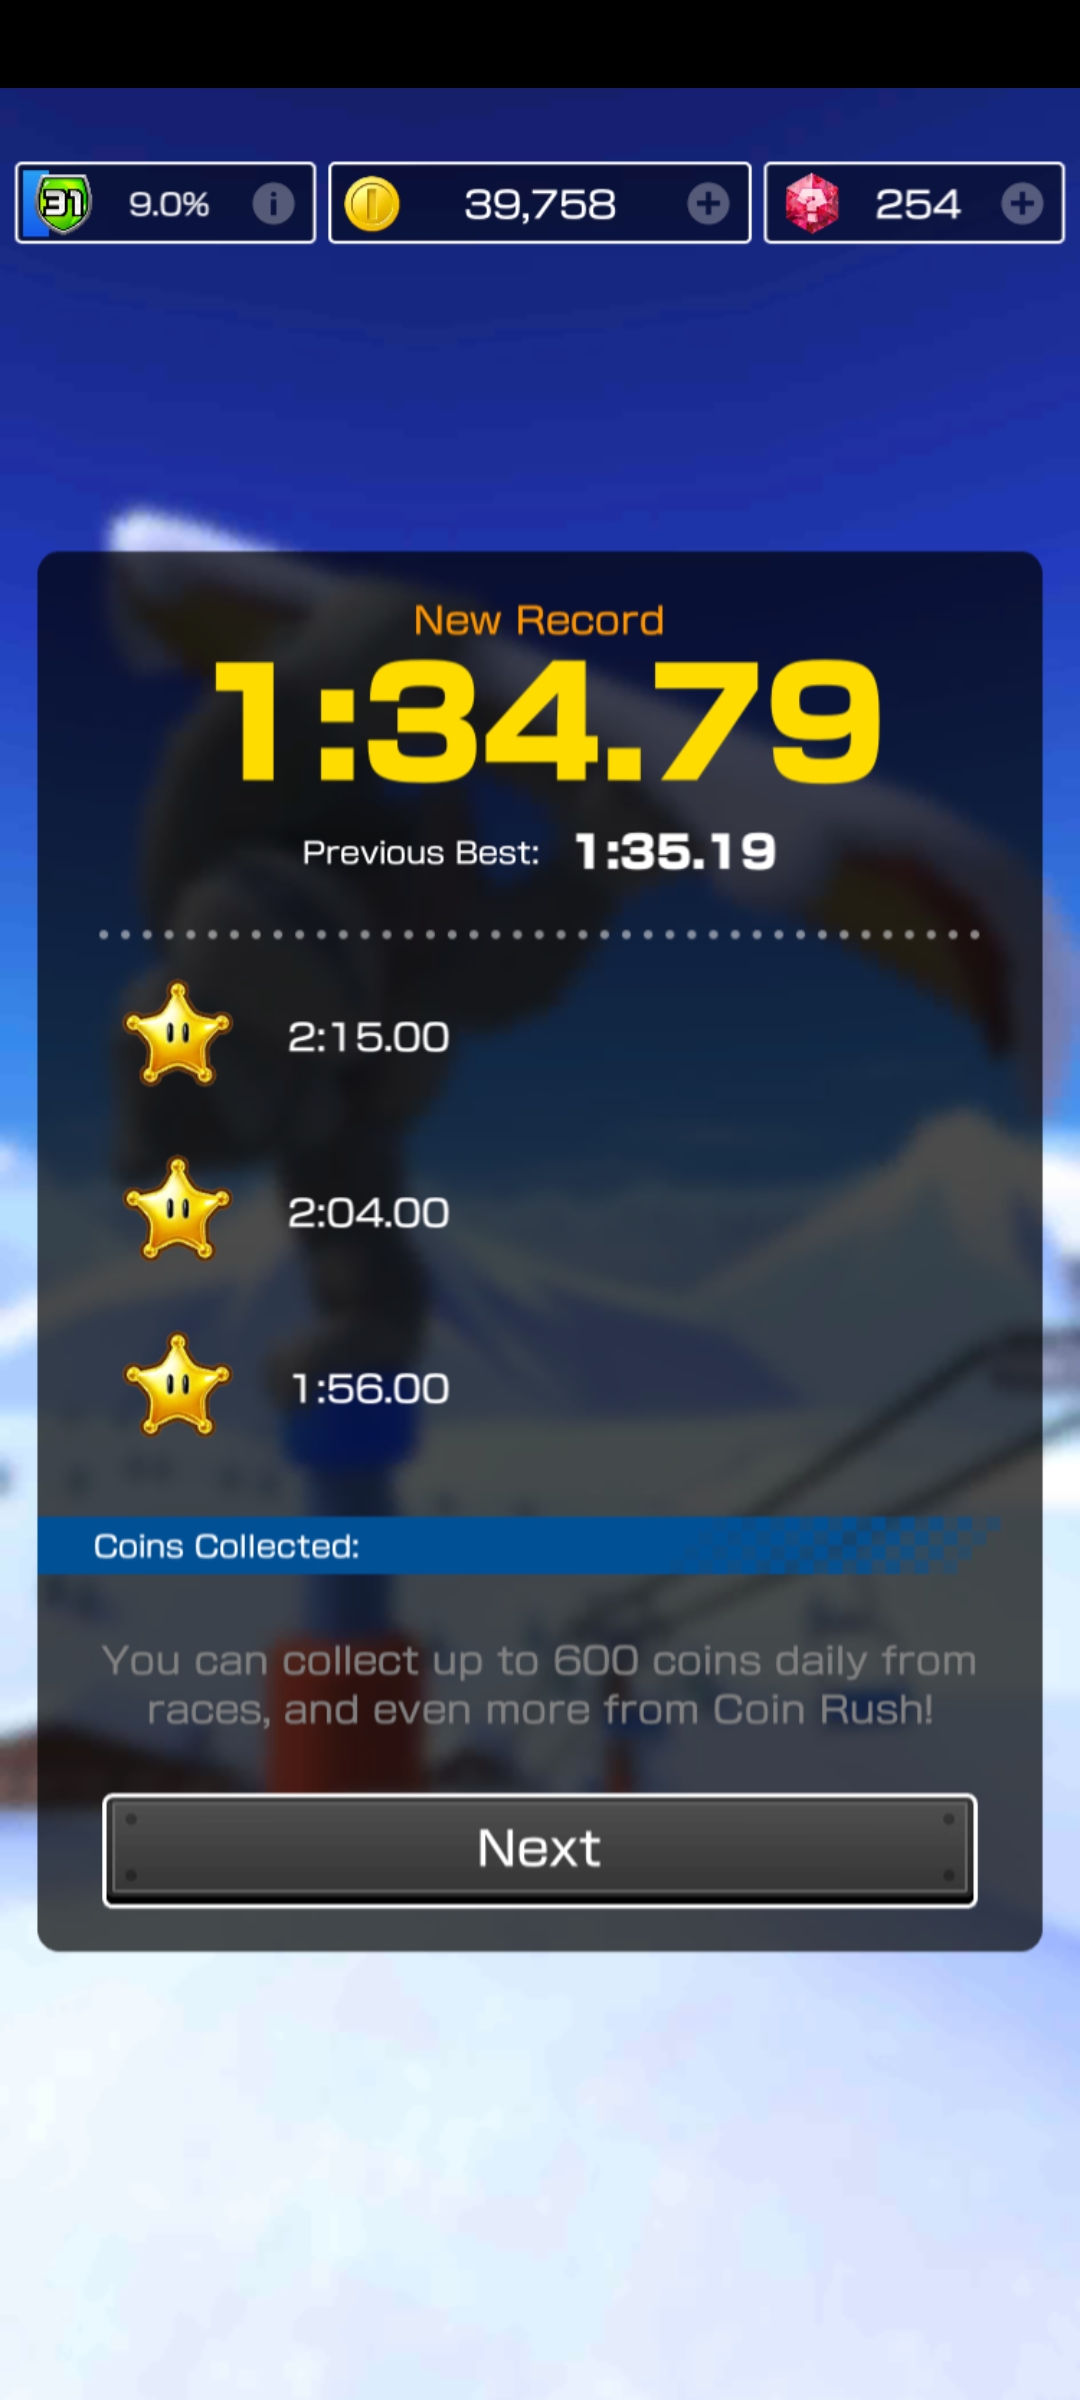 31 9.0% i 39,758 + 254 +
New Record
1:34.79
Previous Best: 1:35.19
2:15.00
2:04.00
1:56.00
Coins Collected:
You can collect up to 600 coins daily from
races, and even more from Coin Rush!
Next